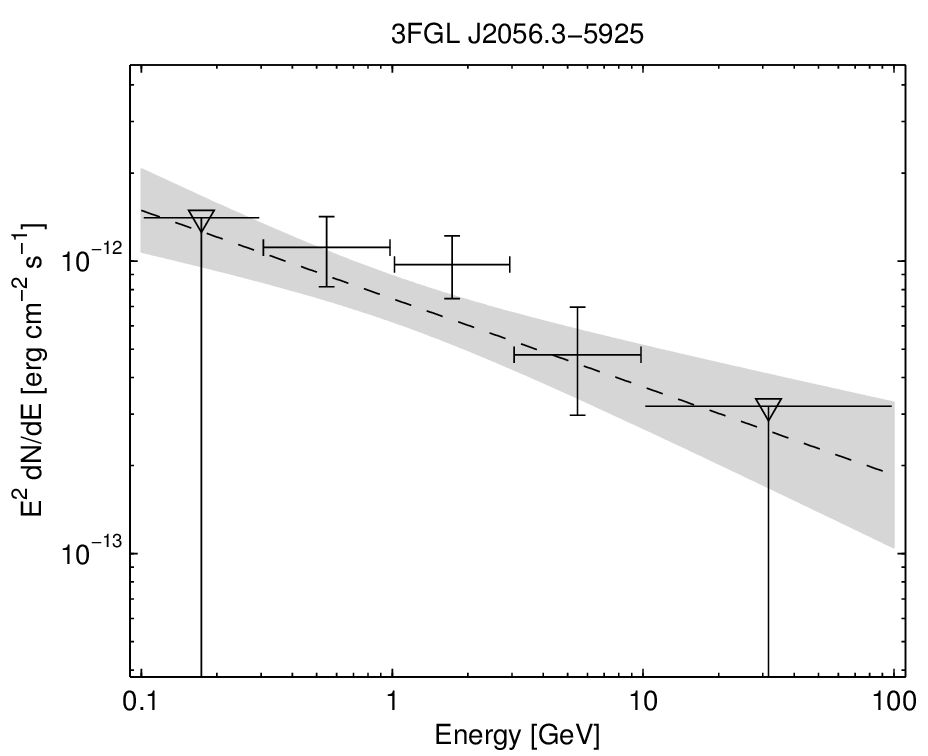 3FGL J2056.3−5925
E² dN/dE [erg cm⁻² s⁻¹]
10⁻¹²
10⁻¹³
0.1 1 10 100
Energy [GeV]